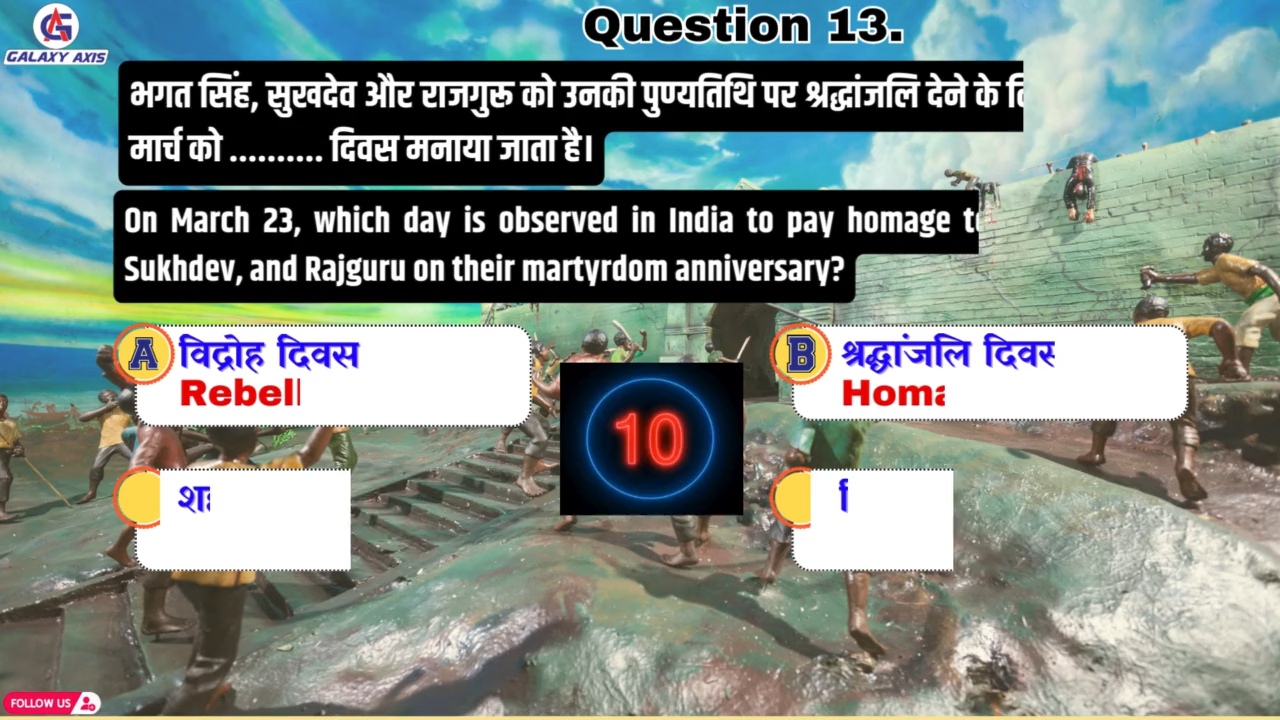 GALAXY AXIS
Question 13.
भगत सिंह, सुखदेव और राजगुरू को उनकी पुण्यतिथि पर श्रद्धांजलि देने के
मार्च को .......... दिवस मनाया जाता है।
On March 23, which day is observed in India to pay homage
Sukhdev, and Rajguru on their martyrdom anniversary?
A विद्रोह दिवस
B श्रद्धांजलि दिवस
10
FOLLOW US